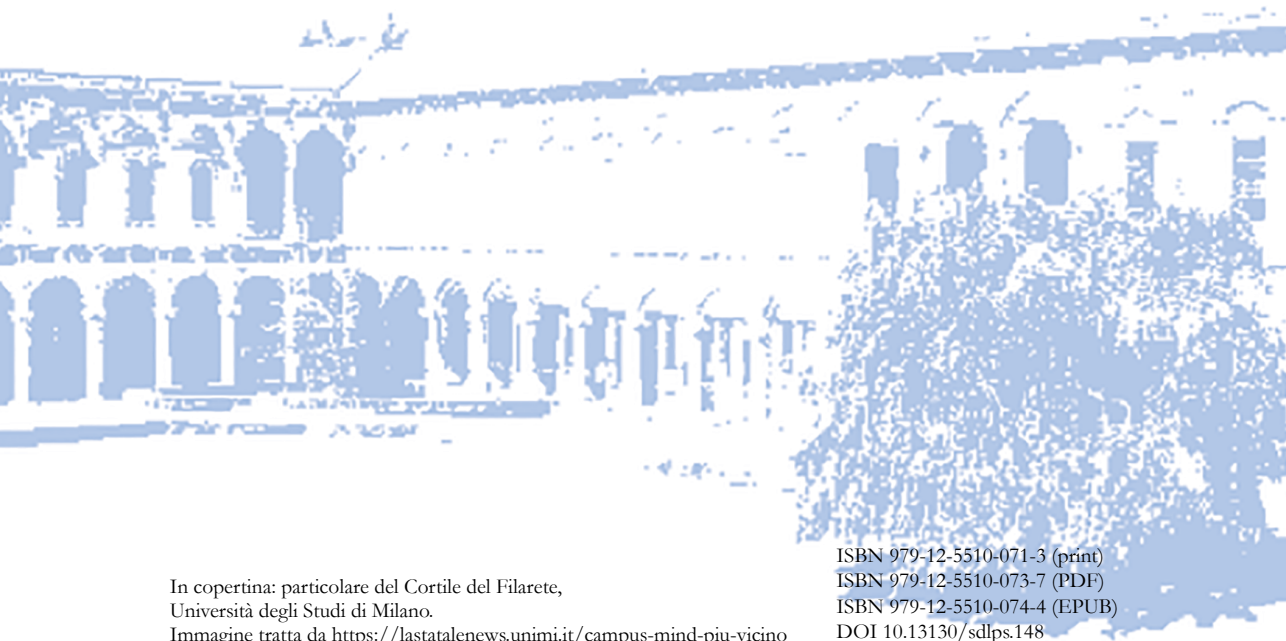 In copertina: particolare del Cortile del Filarete,
Università degli Studi di Milano.
Immagine tratta da https://lastatalenews.unimi.it/campus-mind-piu-vicino
ISBN 979-12-5510-071-3 (print)
ISBN 979-12-5510-073-7 (PDF)
ISBN 979-12-5510-074-4 (EPUB)
DOI 10.13130/sdlps.148